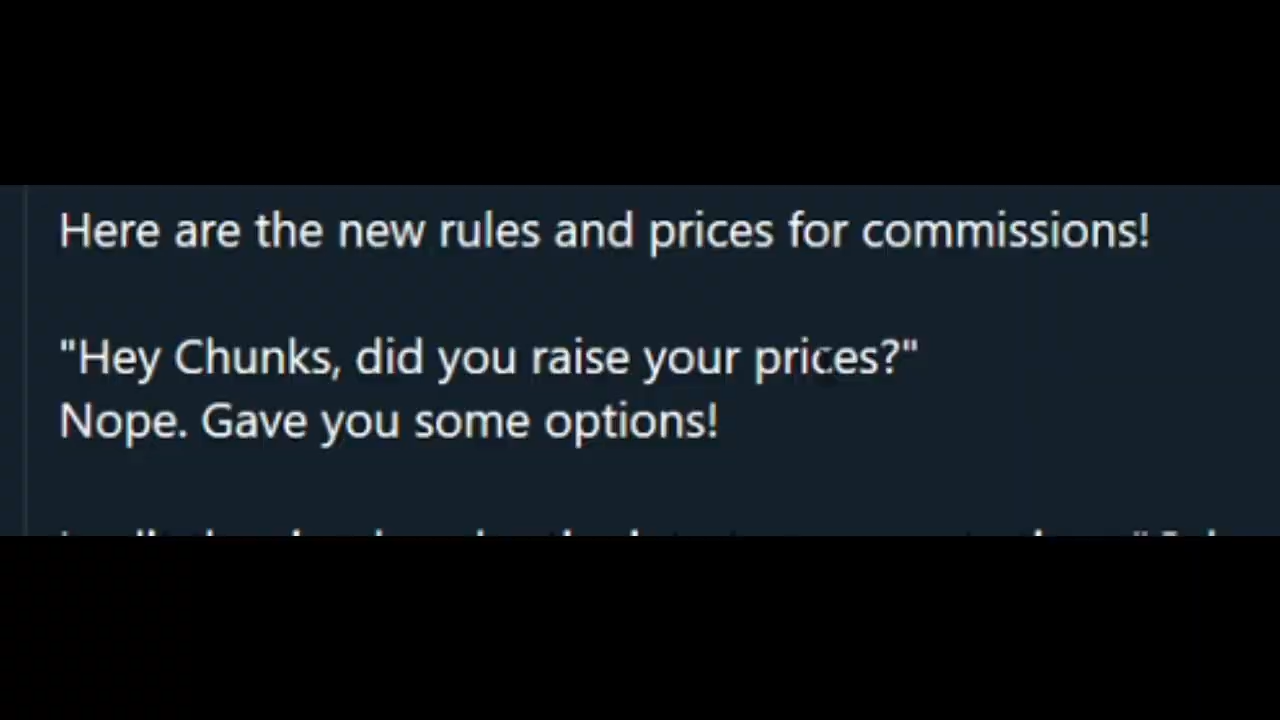 Here are the new rules and prices for commissions!
"Hey Chunks, did you raise your prices?"
Nope. Gave you some options!